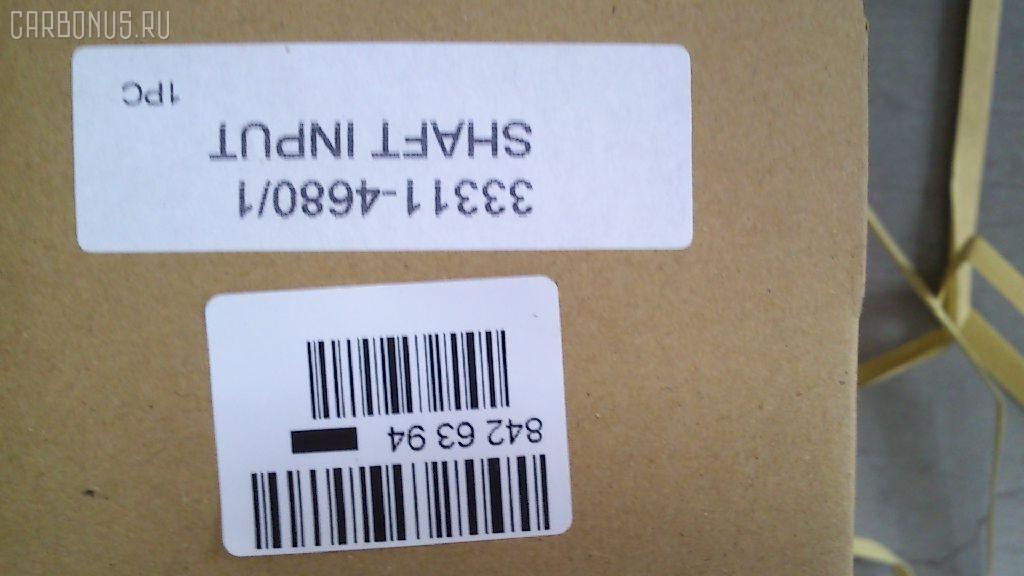 CARBONUS.RU
33311-4680/1
SHAFT INPUT
1PC
842 63 94